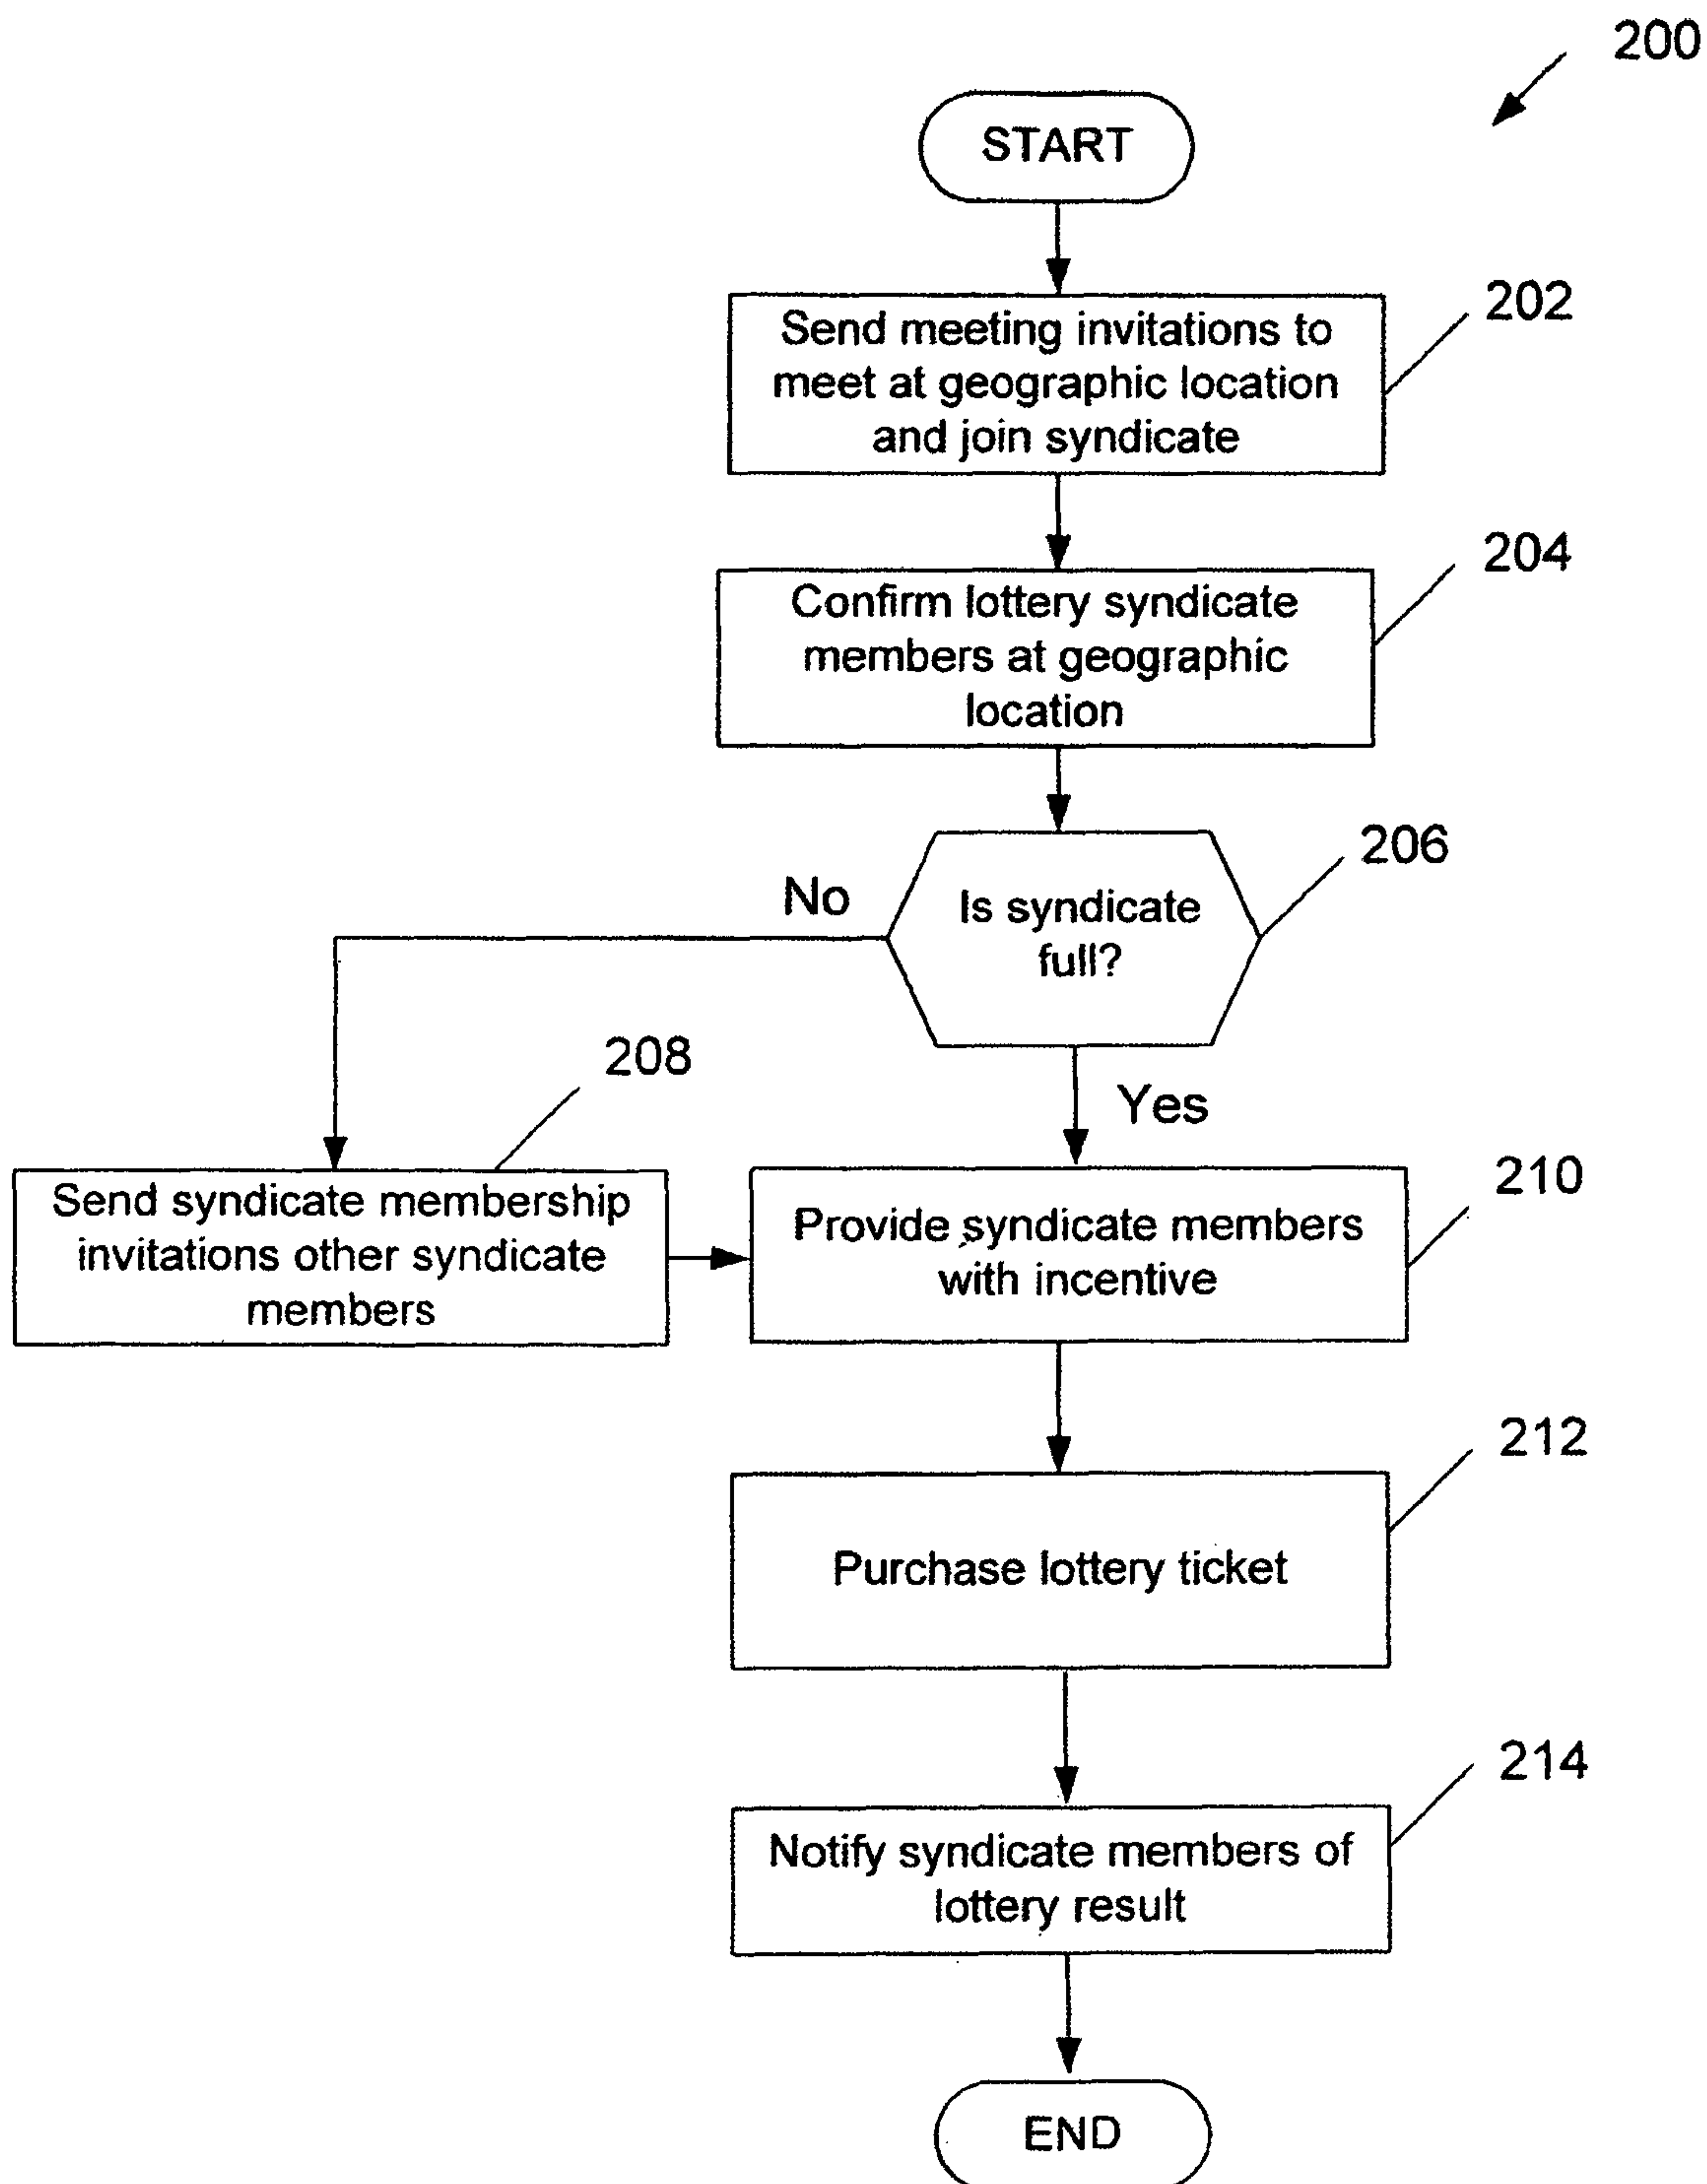 200
START
Send meeting invitations to
meet at geographic location
and join syndicate
202
Confirm lottery syndicate
members at geographic
location
204
Is syndicate
full?
206
No
Yes
208
Send syndicate membership
invitations other syndicate
members
Provide syndicate members
with incentive
210
Purchase lottery ticket
212
Notify syndicate members of
lottery result
214
END